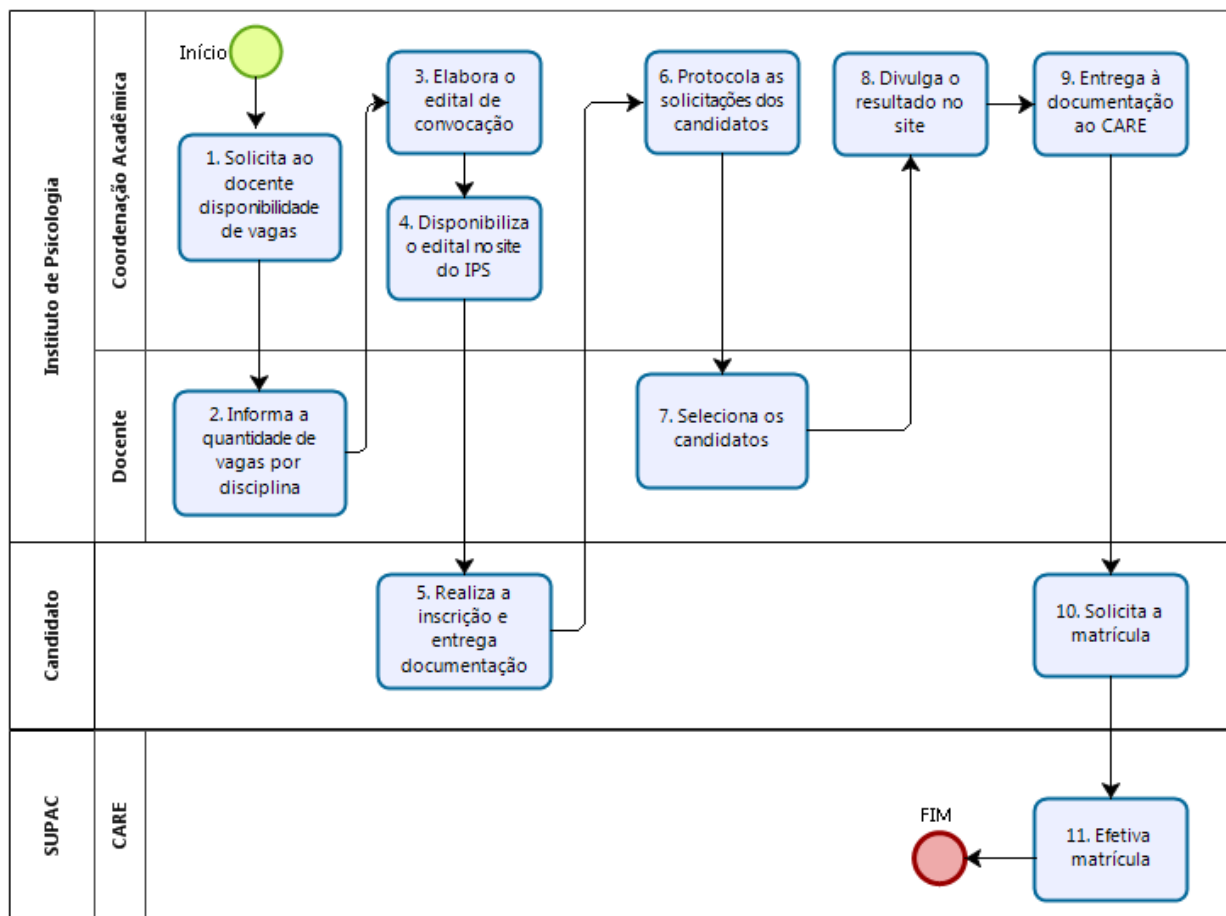 Instituto de Psicologia
Coordenação Acadêmica
Início
1. Solicita ao
docente
disponibilidade
de vagas
Docente
2. Informa a
quantidade de
vagas por
disciplina
3. Elabora o
edital de
convocação
4. Disponibiliza
o edital no site
do IPS
Candidato
5. Realiza a
inscrição e
entrega
documentação
6. Protocola as
solicitações dos
candidatos
7. Seleciona os
candidatos
8. Divulga o
resultado no
site
9. Entrega à
documentação
ao CARE
10. Solicita a
matrícula
SUPAC
CARE
11. Efetiva
matrícula
FIM